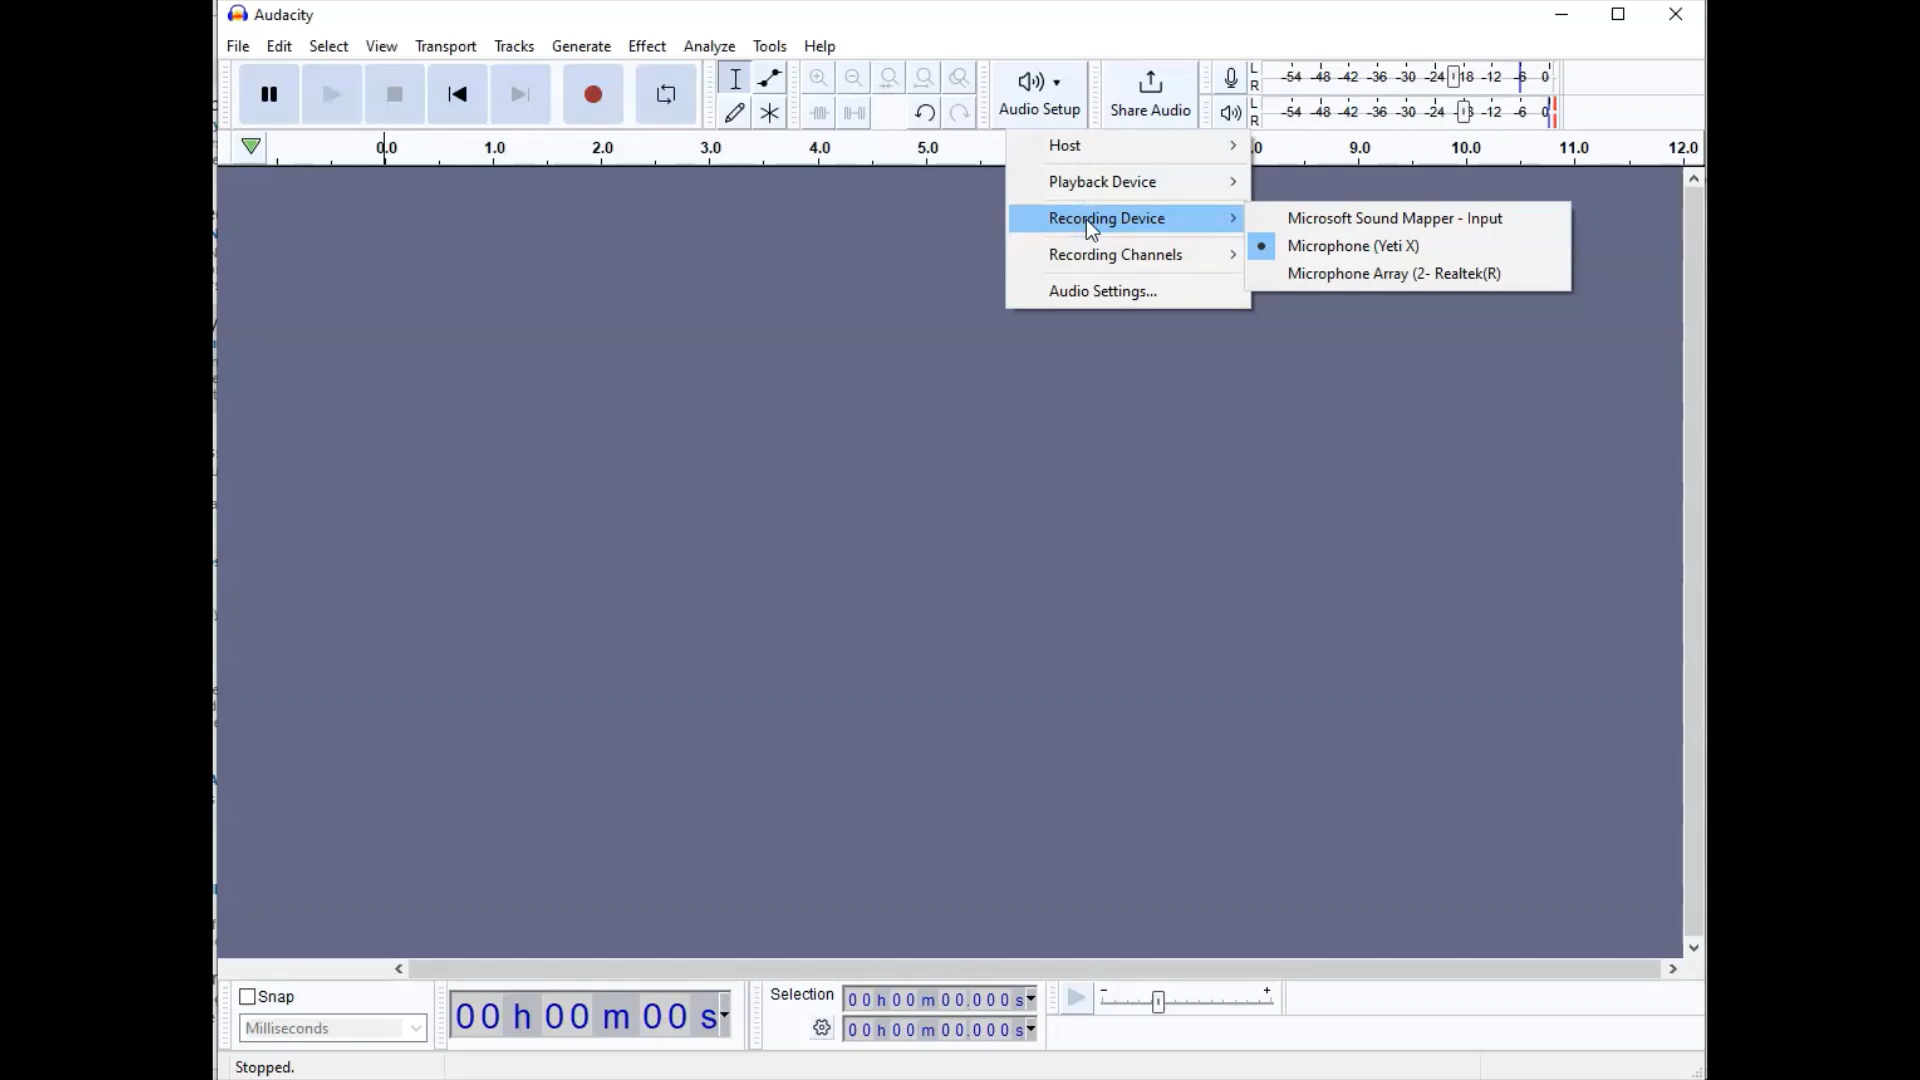 Audacity
File Edit Select View Transport Tracks Generate Effect Analyze Tools Help
Audio Setup
Share Audio
L
R
-54 -48 -42 -36 -30 -24 18 -12 -6 0
L
R
-54 -48 -42 -36 -30 -24 -12 -6 0
0.0 1.0 2.0 3.0 4.0 5.0 9.0 10.0 11.0 12.0
Host
Playback Device
Recording Device
Recording Channels
Audio Settings...
Microsoft Sound Mapper - Input
Microphone (Yeti X)
Microphone Array (2- Realtek(R)
Snap
Milliseconds
00 h 00 m 00 s
Selection
00 h 00 m 00.000 s
00 h 00 m 00.000 s
- +
Stopped.